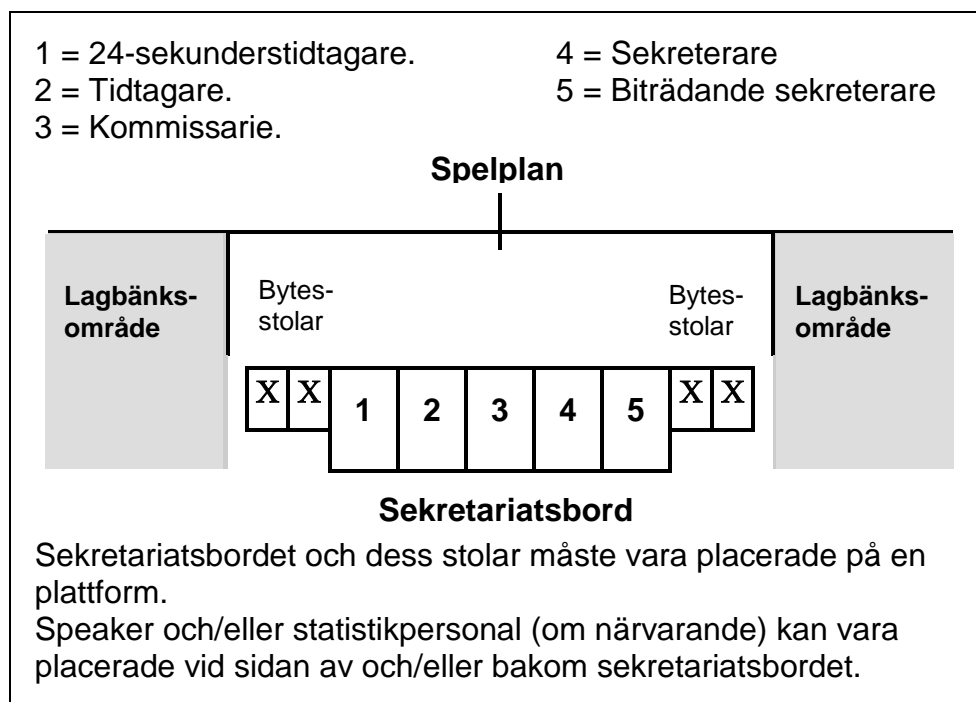 1 = 24-sekunderstidtagare.
2 = Tidtagare.
3 = Kommissarie.
4 = Sekreterare
5 = Biträdande sekreterare
Spelplan
Lagbänks-
område
Bytes-
stolar
Bytes-
stolar
Lagbänks-
område
X X 1 2 3 4 5 X X
Sekretariatsbord
Sekretariatsbordet och dess stolar måste vara placerade på en
plattform.
Speaker och/eller statistikpersonal (om närvarande) kan vara
placerade vid sidan av och/eller bakom sekretariatsbordet.